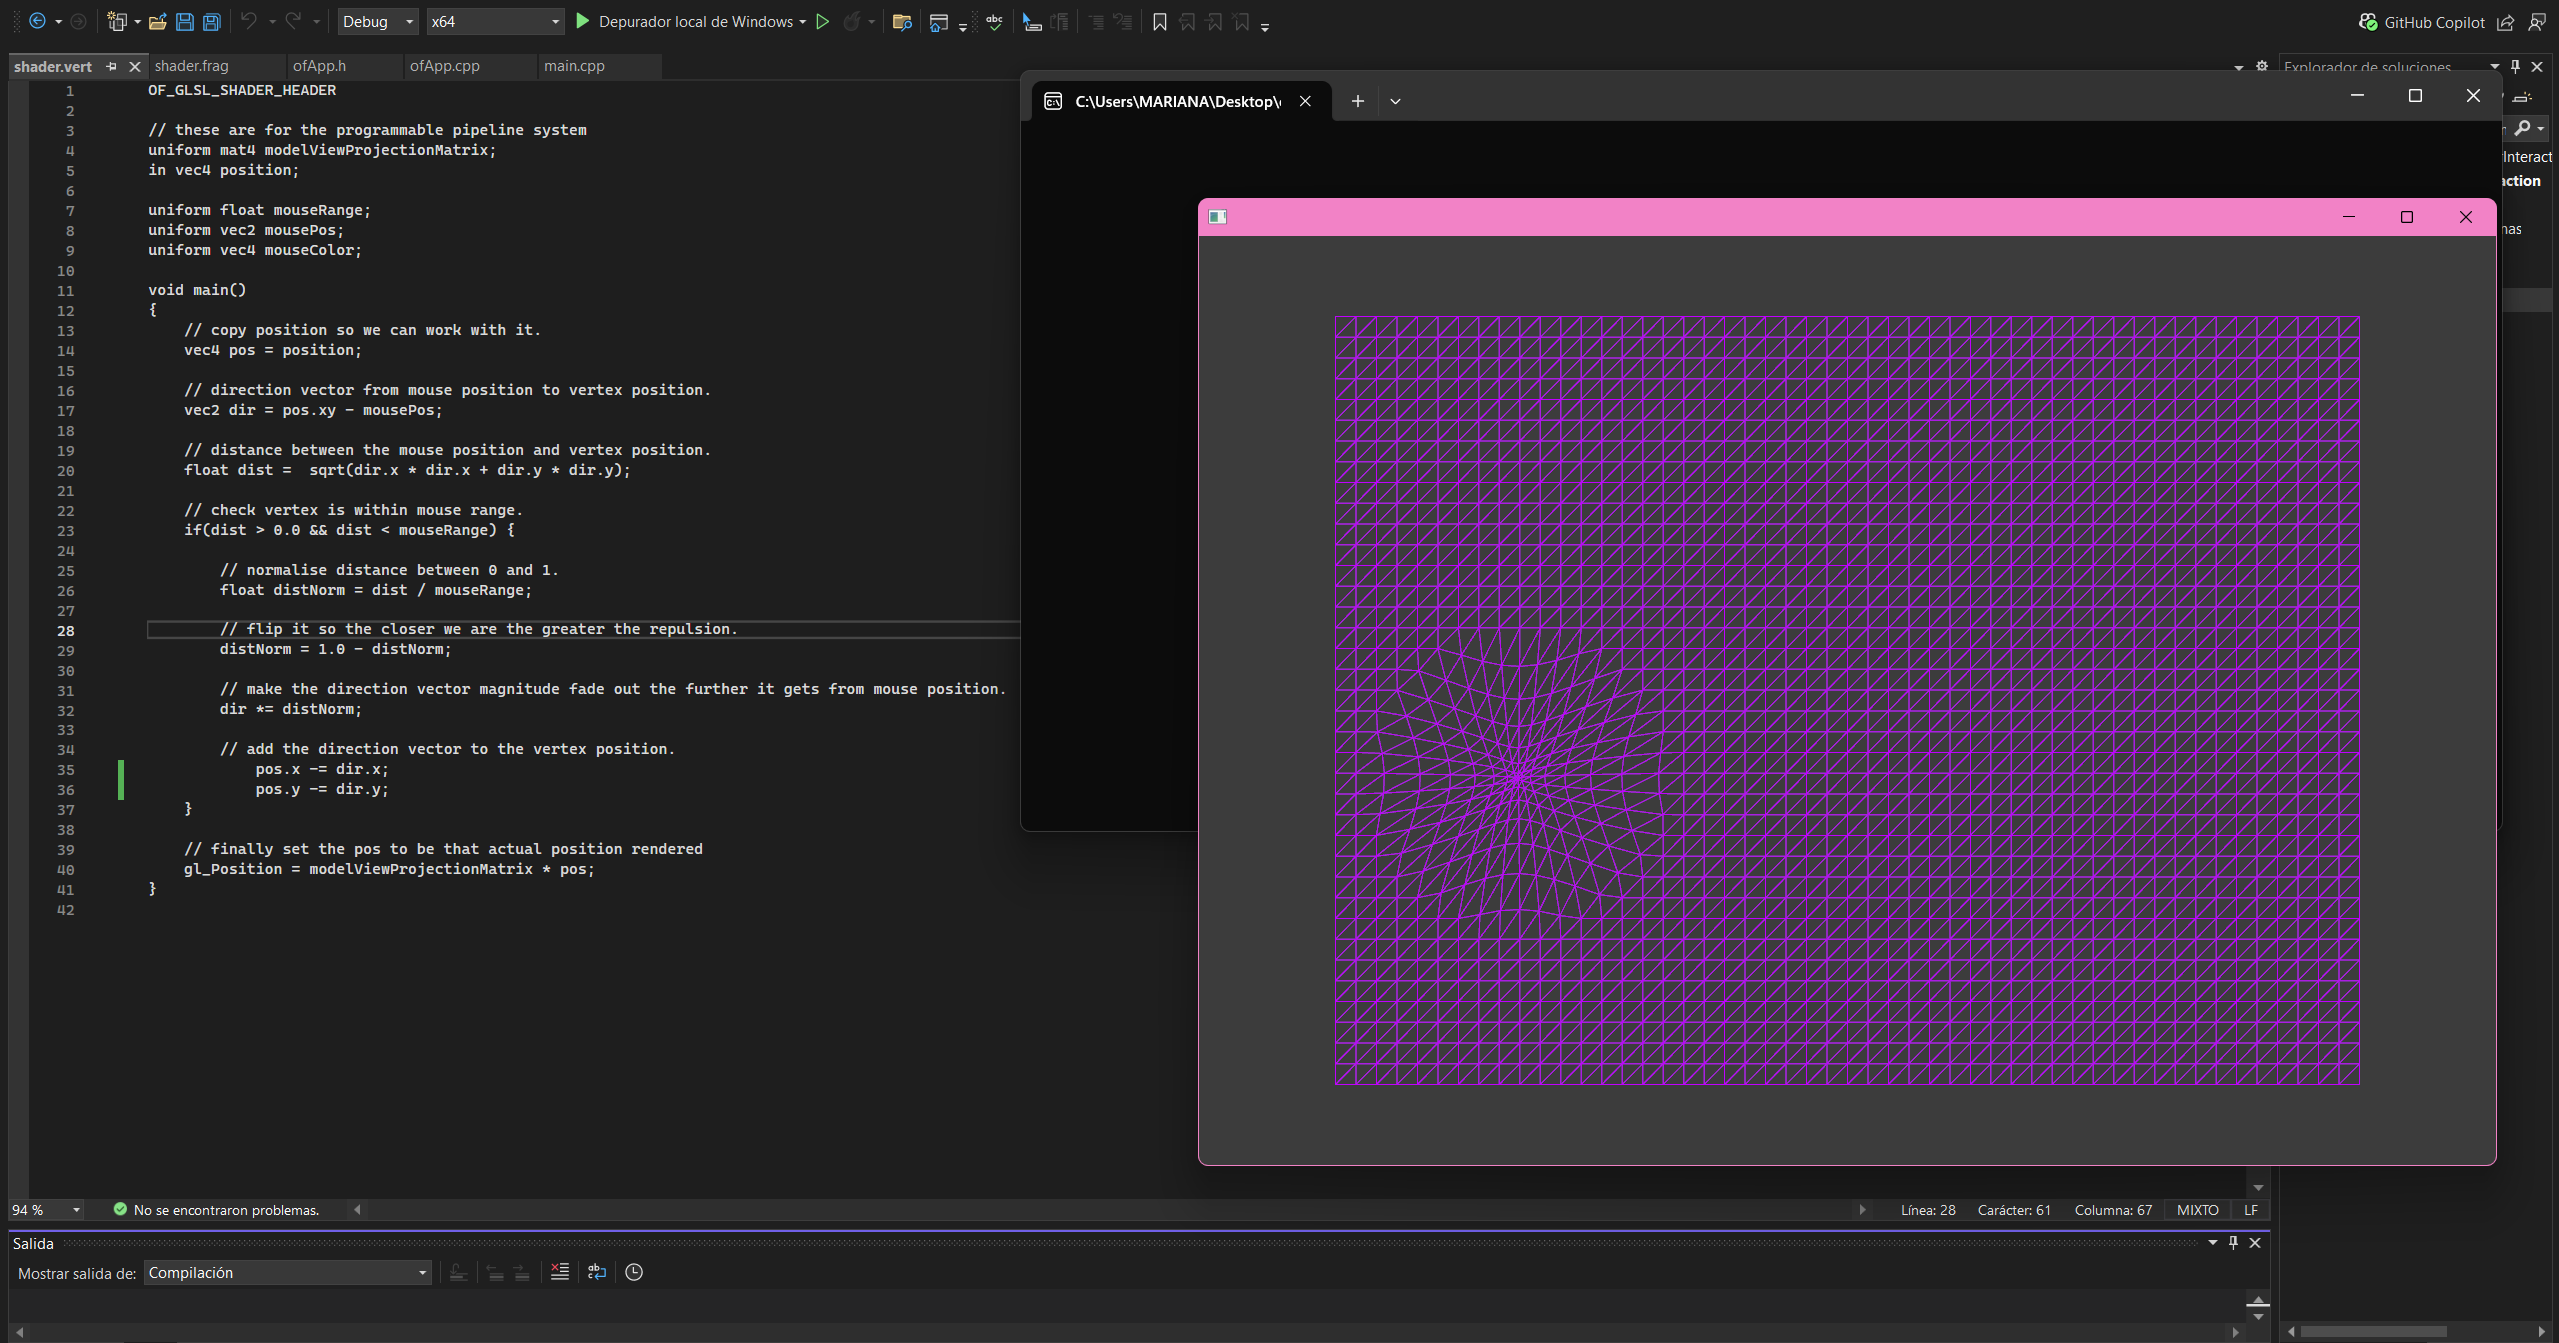 Debug
x64
Depurador local de Windows
GitHub Copilot
shader.vert
shader.frag
ofApp.h
ofApp.cpp
main.cpp
Explorador de soluciones
C:\Users\MARIANA\Desktop\
Interact
action
nas
1 OF_GLSL_SHADER_HEADER
2
3 // these are for the programmable pipeline system
4 uniform mat4 modelViewProjectionMatrix;
5 in vec4 position;
6
7 uniform float mouseRange;
8 uniform vec2 mousePos;
9 uniform vec4 mouseColor;
10
11 void main()
12 {
13 // copy position so we can work with it.
14 vec4 pos = position;
15
16 // direction vector from mouse position to vertex position.
17 vec2 dir = pos.xy - mousePos;
18
19 // distance between the mouse position and vertex position.
20 float dist =  sqrt(dir.x * dir.x + dir.y * dir.y);
21
22 // check vertex is within mouse range.
23 if(dist > 0.0 && dist < mouseRange) {
24
25 // normalise distance between 0 and 1.
26 float distNorm = dist / mouseRange;
27
28 // flip it so the closer we are the greater the repulsion.
29 distNorm = 1.0 - distNorm;
30
31 // make the direction vector magnitude fade out the further it gets from mouse position.
32 dir *= distNorm;
33
34 // add the direction vector to the vertex position.
35 pos.x -= dir.x;
36 pos.y -= dir.y;
37 }
38
39 // finally set the pos to be that actual position rendered
40 gl_Position = modelViewProjectionMatrix * pos;
41 }
42
94 %
No se encontraron problemas.
Línea: 28
Carácter: 61
Columna: 67
MIXTO
LF
Salida
Mostrar salida de:
Compilación